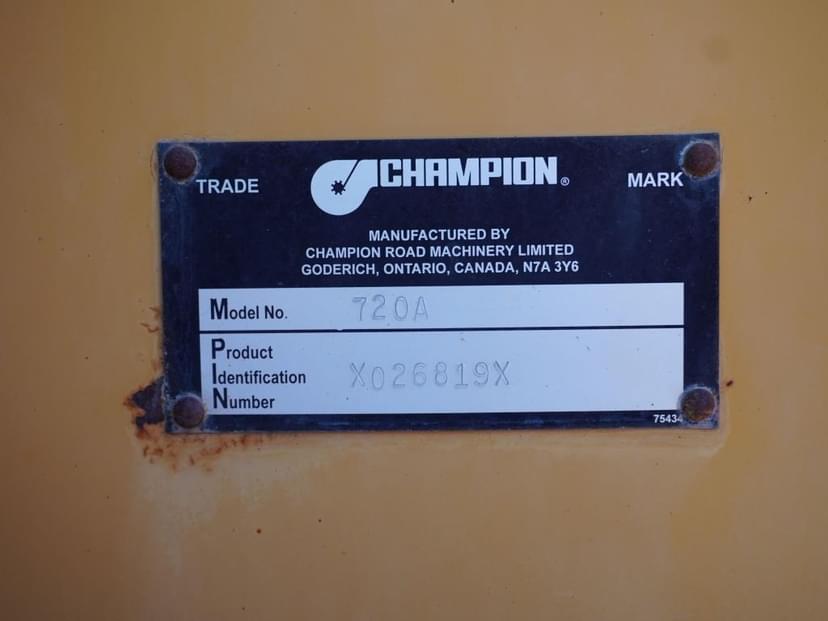 TRADE CHAMPION® MARK
MANUFACTURED BY
CHAMPION ROAD MACHINERY LIMITED
GODERICH, ONTARIO, CANADA, N7A 3Y6
Model No. 720A
Product
Identification X026819X
Number
75434